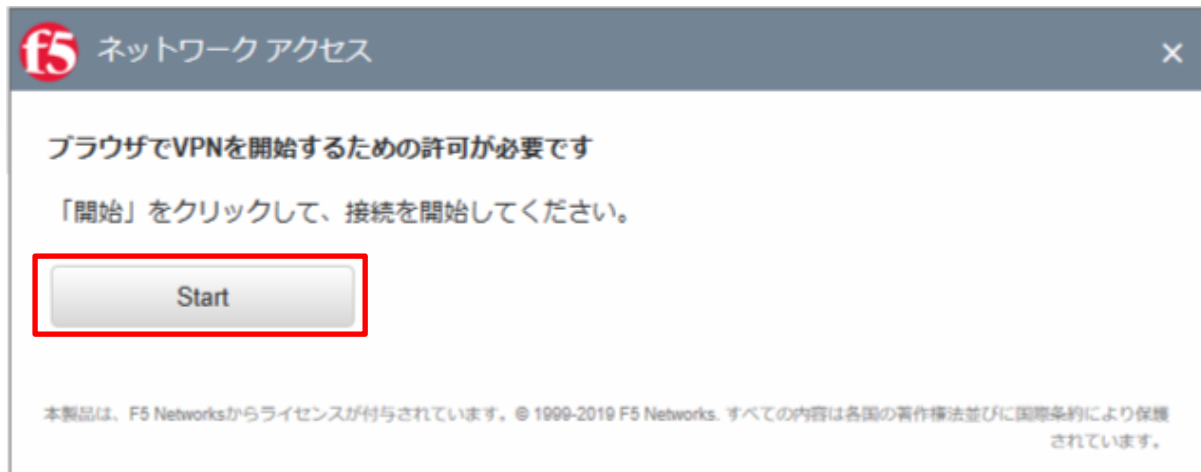 f5 ネットワーク アクセス ×
ブラウザでVPNを開始するための許可が必要です
「開始」をクリックして、接続を開始してください。
Start
本製品は、F5 Networksからライセンスが付与されています。© 1999-2019 F5 Networks. すべての内容は各国の著作権法並びに国際条約により保護
されています。